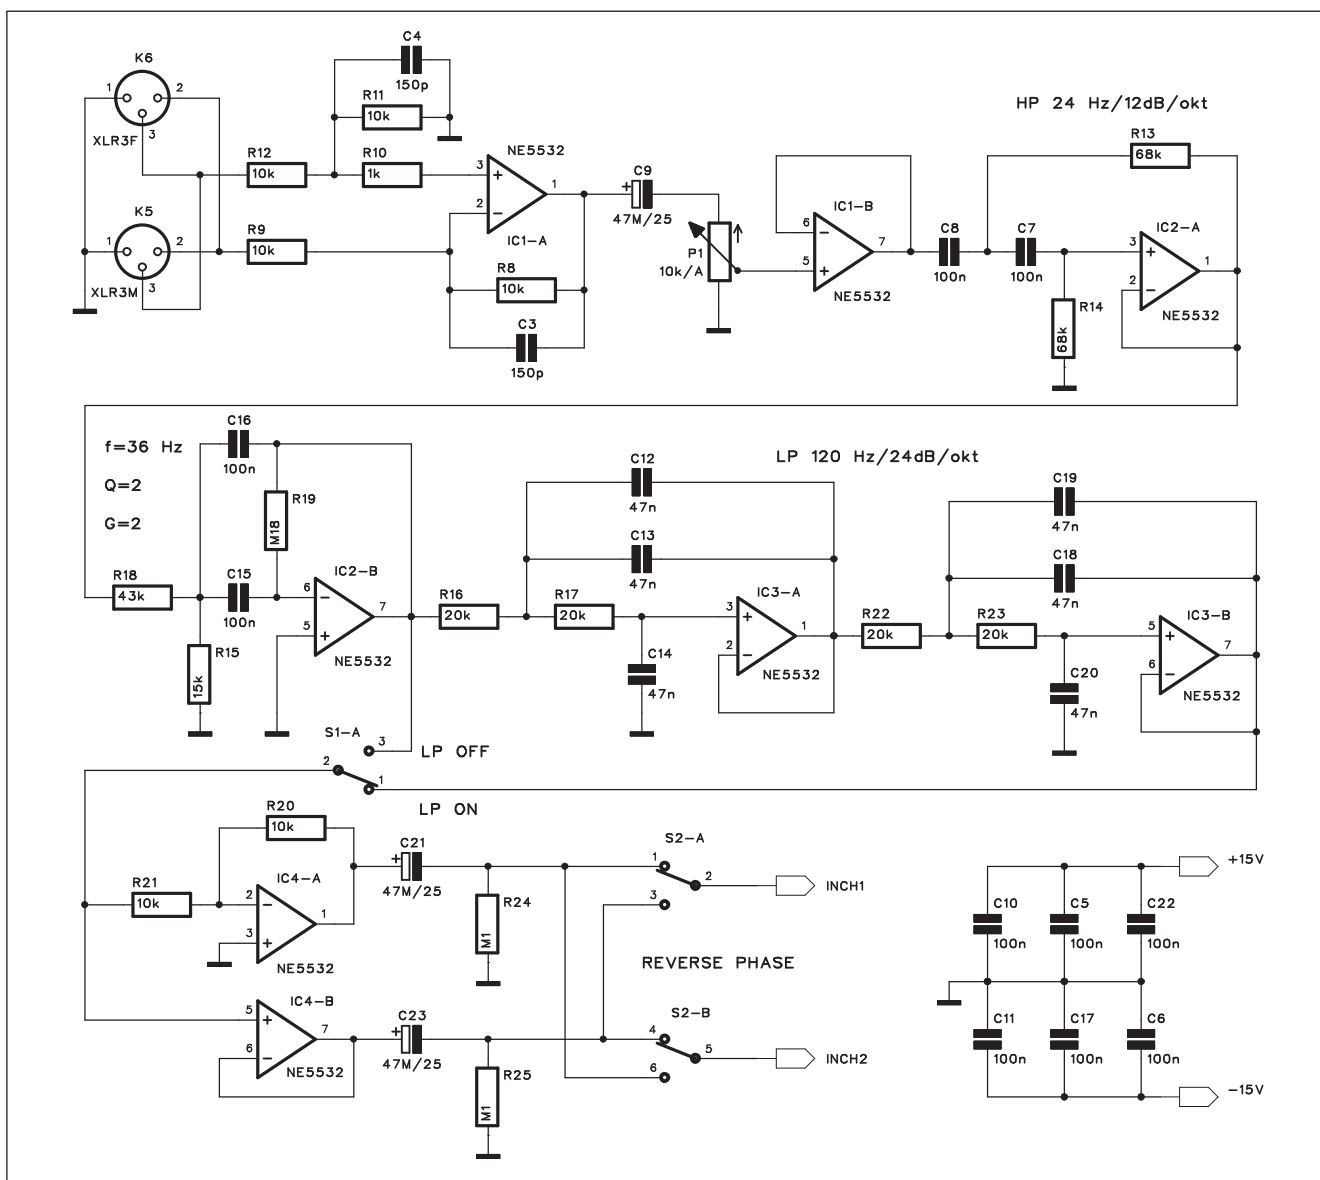 C4
150p
R11
10k
K6
1 2
3
XLR3F
R12
10k
R10
1k
NE5532
3
+
1
2
−
IC1-A
K5
1 2
3
XLR3M
R9
10k
R8
10k
C3
150p
+
C9
47M/25
P1
10k/A
IC1-B
6
−
7
5
+
NE5532
HP 24 Hz/12dB/okt
R13
68k
C8
100n
C7
100n
R14
68k
IC2-A
3
+
1
2
−
NE5532
f=36 Hz
Q=2
G=2
C16
100n
R19
M18
R18
43k
C15
100n
R15
15k
IC2-B
6
−
7
5
+
NE5532
LP 120 Hz/24dB/okt
C12
47n
C13
47n
R16
20k
R17
20k
C14
47n
IC3-A
3
+
1
2
−
NE5532
C19
47n
C18
47n
R22
20k
R23
20k
C20
47n
IC3-B
5
+
7
6
−
NE5532
S1-A
3
2
1
LP OFF
LP ON
R20
10k
R21
10k
IC4-A
2
−
1
3
+
NE5532
+
C21
47M/25
R24
M1
S2-A
1
2
3
INCH1
REVERSE PHASE
IC4-B
5
+
7
6
−
NE5532
+
C23
47M/25
R25
M1
S2-B
4
5
6
INCH2
+15V
C10
100n
C5
100n
C22
100n
C11
100n
C17
100n
C6
100n
−15V